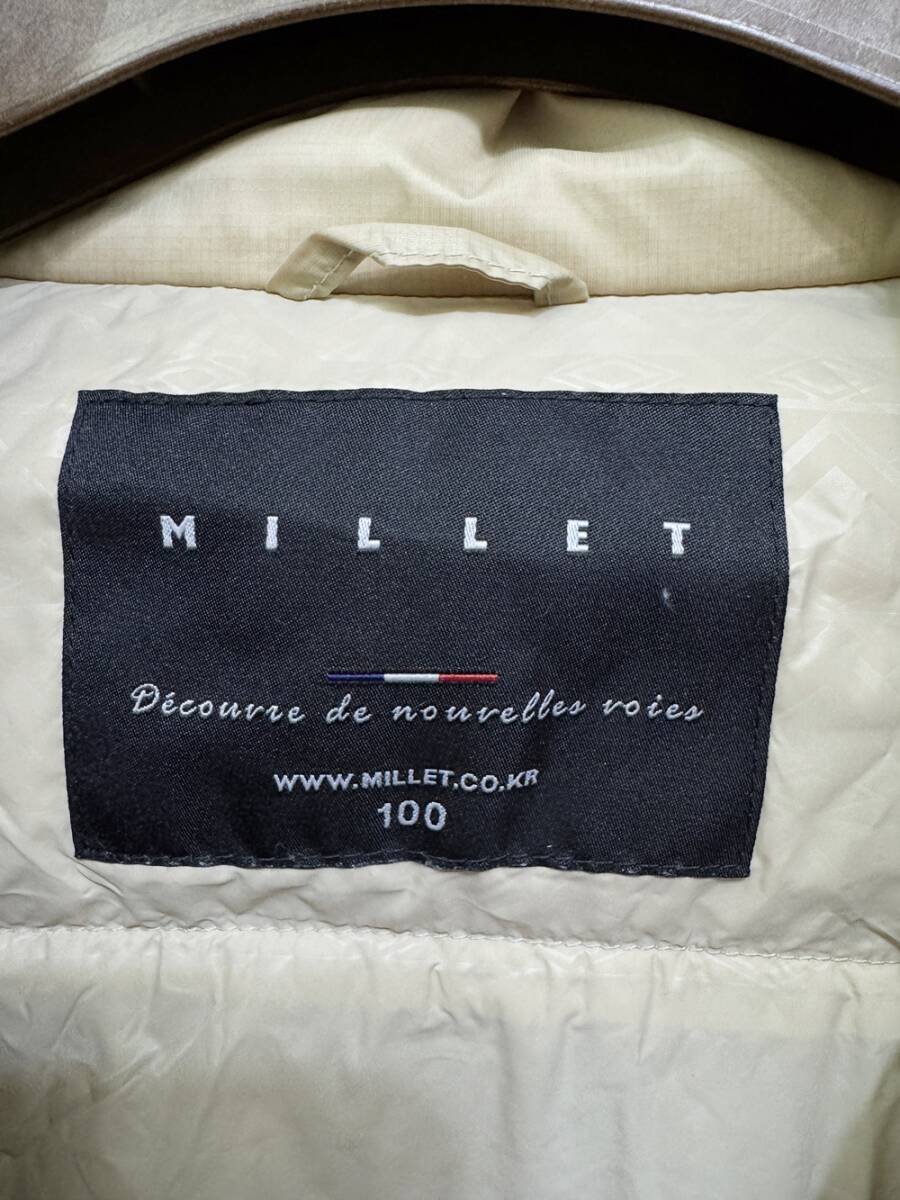 MILLET
Découvre de nouvelles voies
WWW.MILLET.CO.KR
100